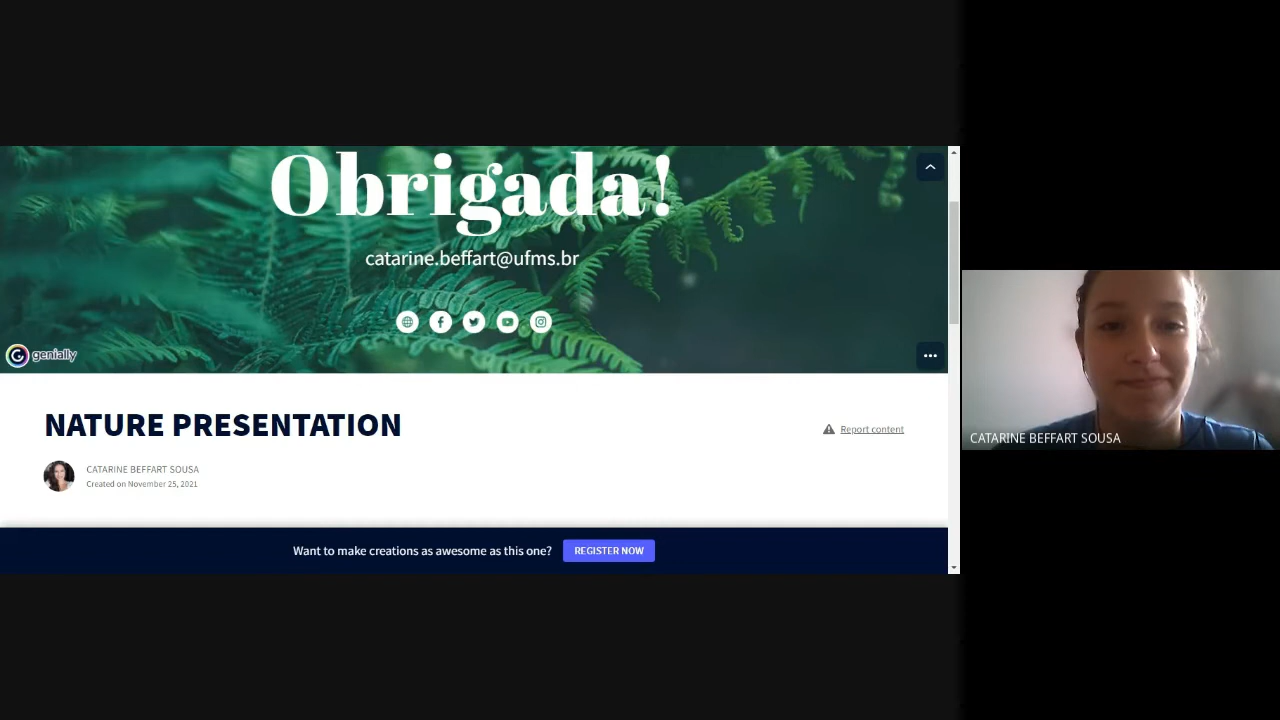 Obrigada!
catarine.beffart@ufms.br
genially
NATURE PRESENTATION
Report content
CATARINE BEFFART SOUSA
Created on November 25, 2021
Want to make creations as awesome as this one?
REGISTER NOW
CATARINE BEFFART SOUSA